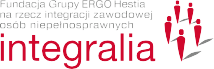 Fundacja Grupy ERGO Hestia
na rzecz integracji zawodowej
osób niepełnosprawnych
integralia